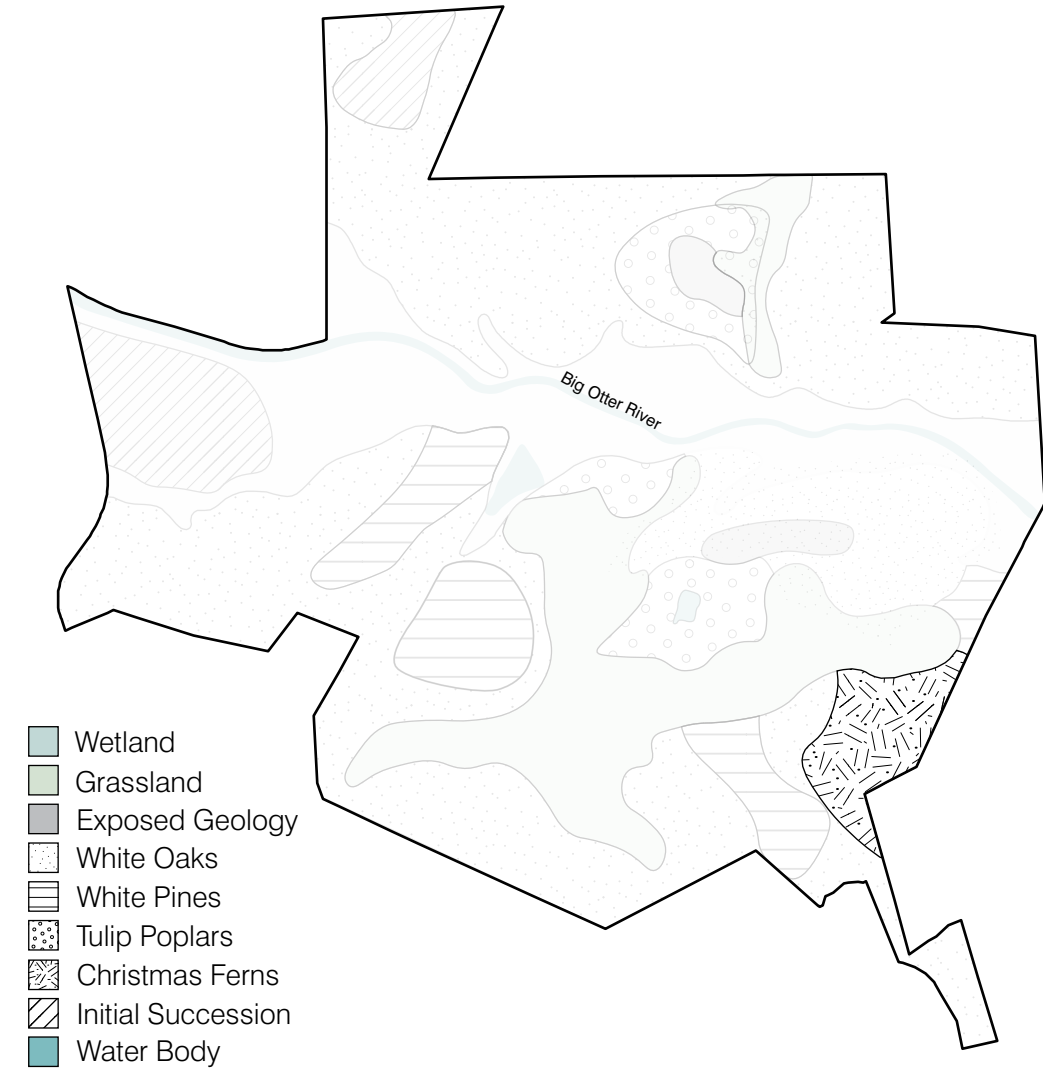 Big Otter River
Wetland
Grassland
Exposed Geology
White Oaks
White Pines
Tulip Poplars
Christmas Ferns
Initial Succession
Water Body